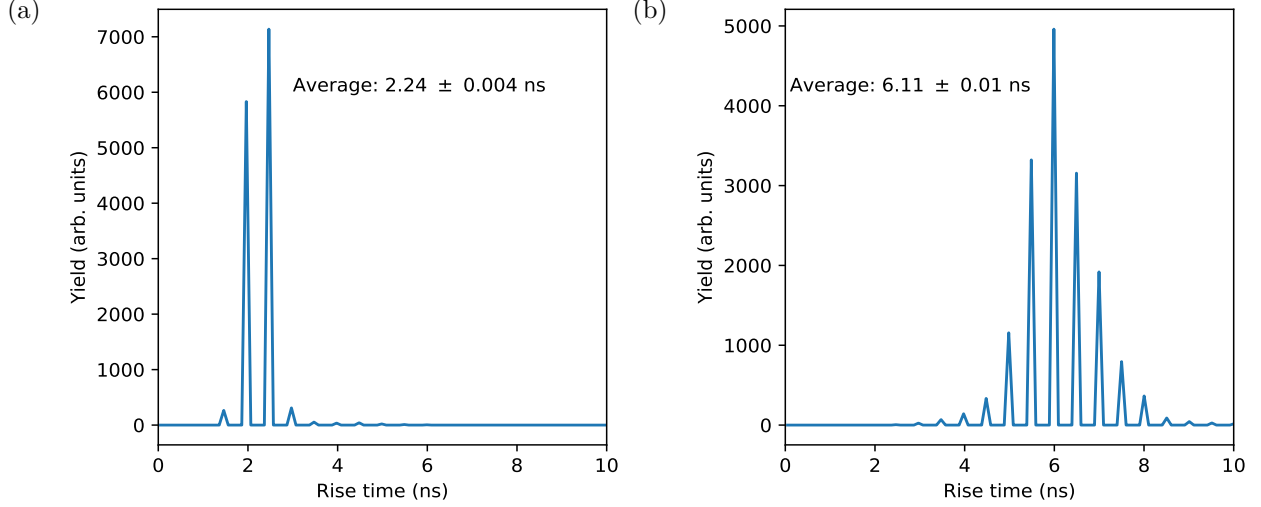 (a)
7000
6000
5000
4000
3000
2000
1000
0
Yield (arb. units)
Average: 2.24 ± 0.004 ns
0 2 4 6 8 10
Rise time (ns)
(b)
5000
4000
3000
2000
1000
0
Yield (arb. units)
Average: 6.11 ± 0.01 ns
0 2 4 6 8 10
Rise time (ns)